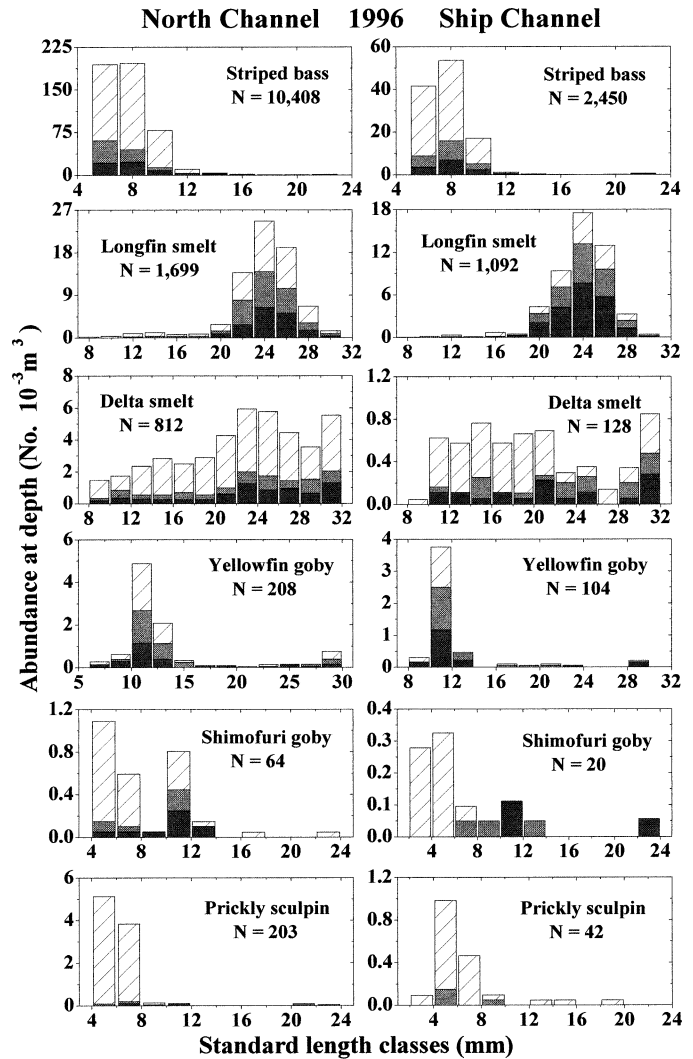 North Channel 1996 Ship Channel
Striped bass
N = 10,408
225
150
75
0
4 8 12 16 20 24
Striped bass
N = 2,450
60
40
20
0
4 8 12 16 20 24
Longfin smelt
N = 1,699
27
18
9
0
8 12 16 20 24 28 32
Longfin smelt
N = 1,092
18
12
6
0
8 12 16 20 24 28 32
Delta smelt
N = 812
8
6
4
2
0
8 12 16 20 24 28 32
Delta smelt
N = 128
1.2
0.8
0.4
0.0
8 12 16 20 24 28 32
Yellowfin goby
N = 208
6
4
2
0
5 10 15 20 25 30
Yellowfin goby
N = 104
4
3
2
1
0
8 12 16 20 24 28 32
Shimofuri goby
N = 64
1.2
0.8
0.4
0.0
4 8 12 16 20 24
Shimofuri goby
N = 20
0.4
0.3
0.2
0.1
0.0
4 8 12 16 20 24
Prickly sculpin
N = 203
6
4
2
0
4 8 12 16 20 24
Prickly sculpin
N = 42
1.2
0.8
0.4
0.0
4 8 12 16 20 24
Abundance at depth (No. 10⁻³m³)
Standard length classes (mm)